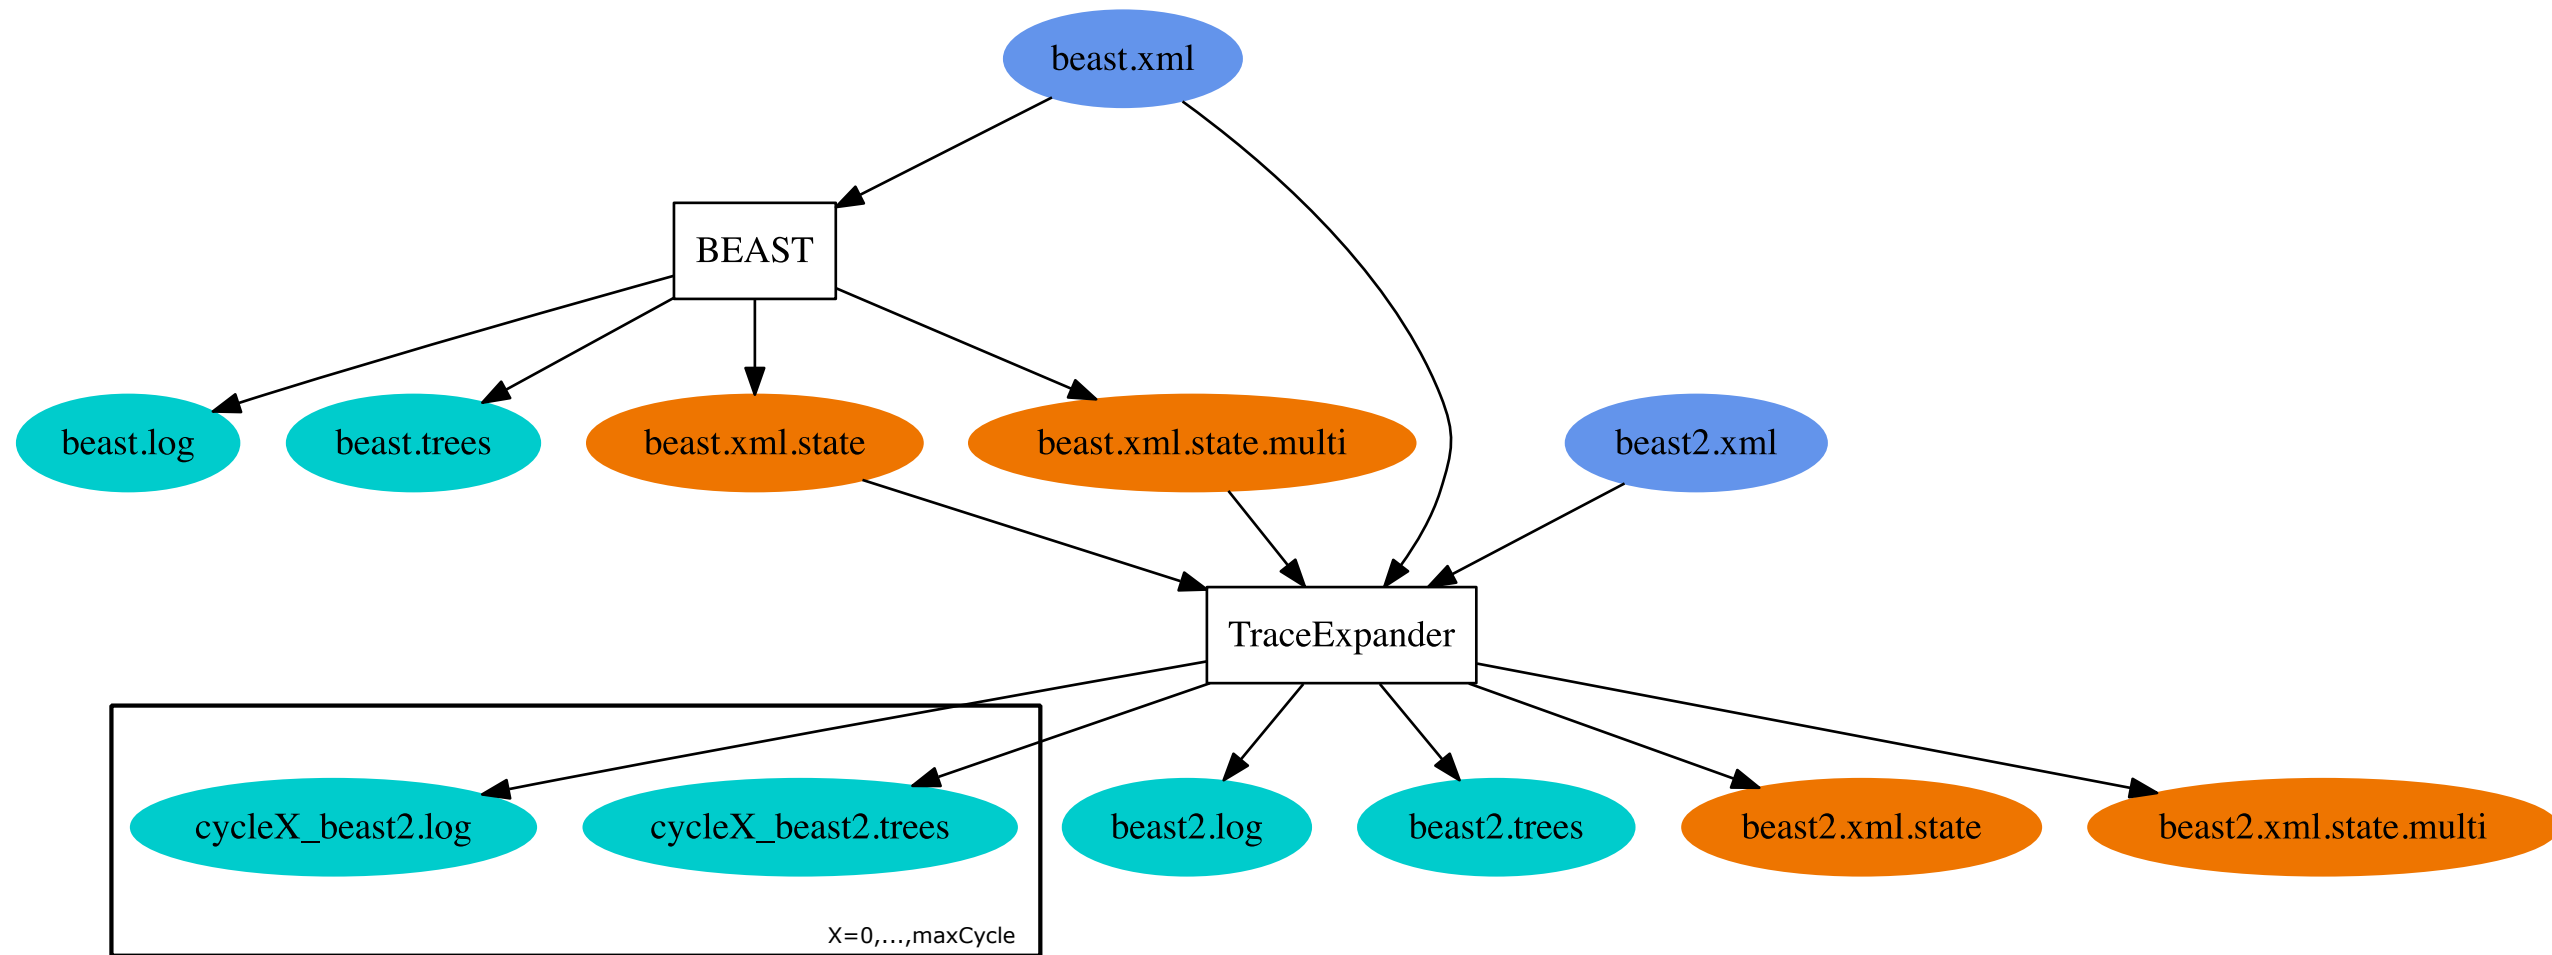 beast.xml
BEAST
beast.log
beast.trees
beast.xml.state
beast.xml.state.multi
beast2.xml
TraceExpander
cycleX_beast2.log
cycleX_beast2.trees
beast2.log
beast2.trees
beast2.xml.state
beast2.xml.state.multi
X=0,...,maxCycle